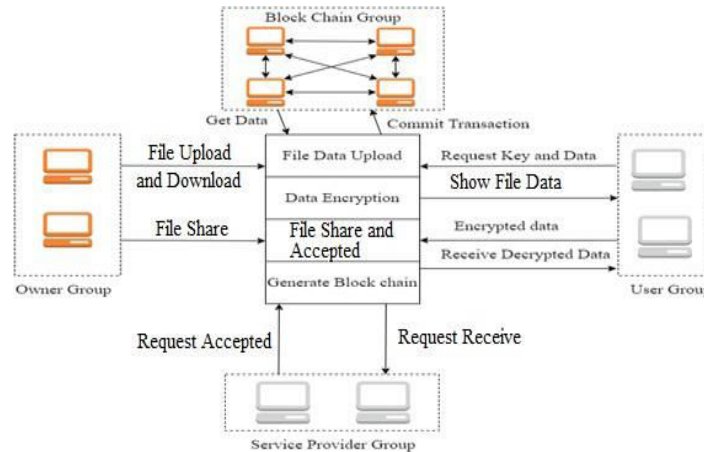 Block Chain Group
Get Data
Commit Transaction
File Upload
and Download
File Data Upload
Request Key and Data
Data Encryption
Show File Data
File Share
File Share and
Accepted
Encrypted data
Receive Decrypted Data
Generate Block chain
Owner Group
User Group
Request Accepted
Request Receive
Service Provider Group